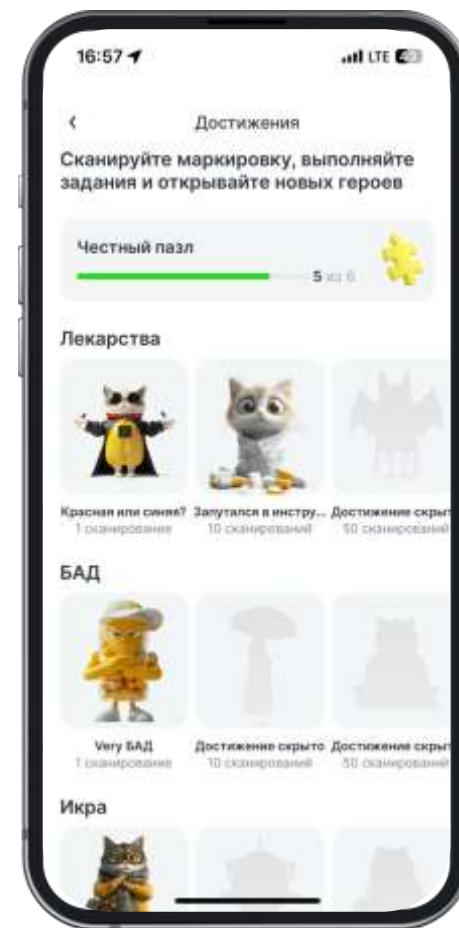 16:57
LTE
Достижения
Сканируйте маркировку, выполняйте
задания и открывайте новых героев
Честный пазл
5 из 6
Лекарства
Красная или синяя? Запутался в инстру... Достижение скрыт
1 сканирование 10 сканирований 50 сканирований
БАД
Very БАД Достижение скрыто Достижение скрыт
1 сканирование 10 сканирований 50 сканирований
Икра